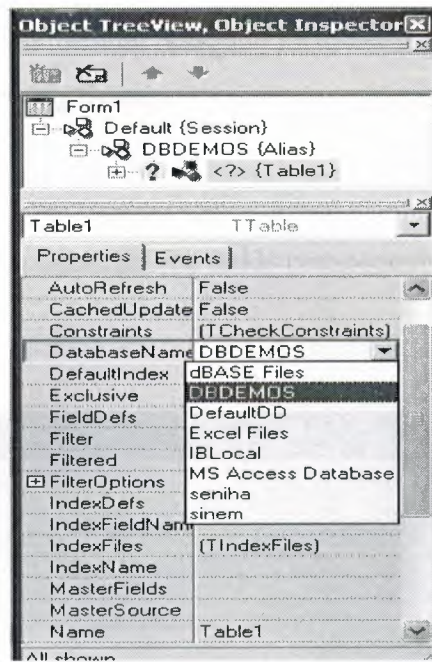 Object TreeView, Object Inspector
Form1
Default {Session}
DBDEMOS {Alias}
<?> {Table1}
Table1 TTable
Properties Events
AutoRefresh False
CachedUpdate False
Constraints (TCheckConstraints)
DatabaseName DBDEMOS
DefaultIndex dBASE Files
Exclusive DBDEMOS
FieldDefs DefaultDD
Filter Excel Files
Filtered IBLocal
FilterOptions MS Access Database
IndexDefs seniha
IndexFieldNam sinem
IndexFiles (TIndexFiles)
IndexName
MasterFields
MasterSource
Name Table1
All shown